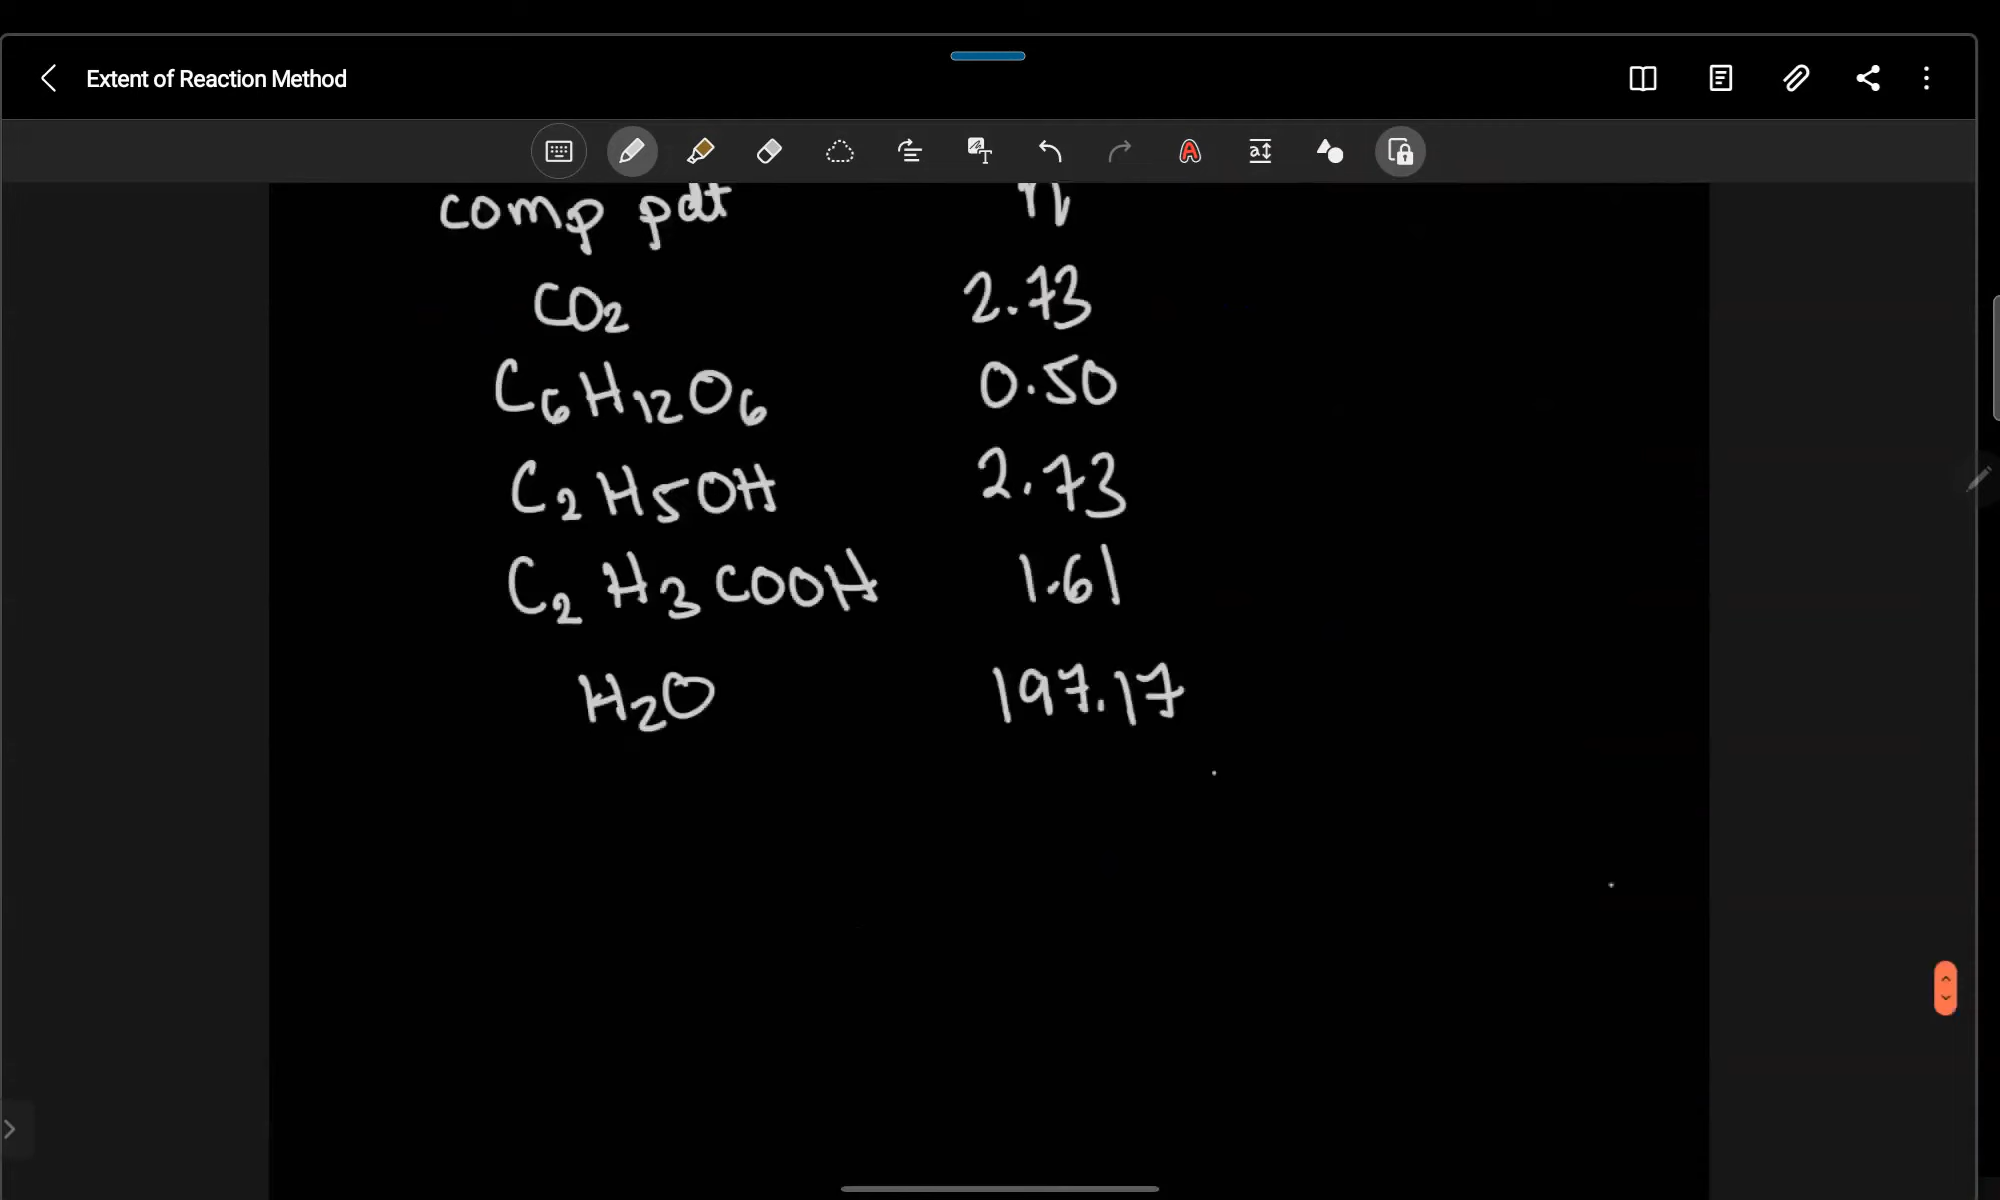 Extent of Reaction Method
comp pdt n
CO2 2.73
C6H12O6 0.50
C2H5OH 2.73
C2H3COOH 1.61
H2O 197.17